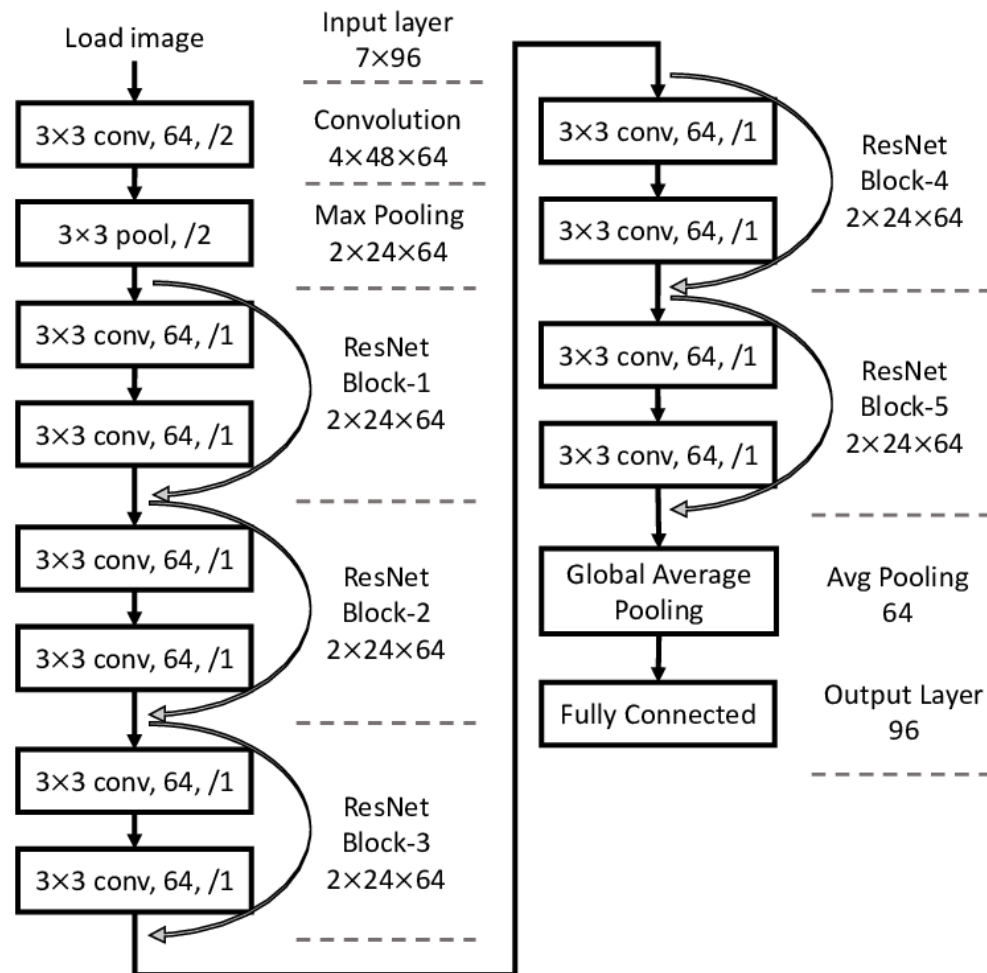 Load image
Input layer
7×96
3×3 conv, 64, /2
Convolution
4×48×64
3×3 pool, /2
Max Pooling
2×24×64
3×3 conv, 64, /1
3×3 conv, 64, /1
ResNet
Block-1
2×24×64
3×3 conv, 64, /1
3×3 conv, 64, /1
ResNet
Block-2
2×24×64
3×3 conv, 64, /1
3×3 conv, 64, /1
ResNet
Block-3
2×24×64
3×3 conv, 64, /1
3×3 conv, 64, /1
ResNet
Block-4
2×24×64
3×3 conv, 64, /1
3×3 conv, 64, /1
ResNet
Block-5
2×24×64
Global Average
Pooling
Avg Pooling
64
Fully Connected
Output Layer
96